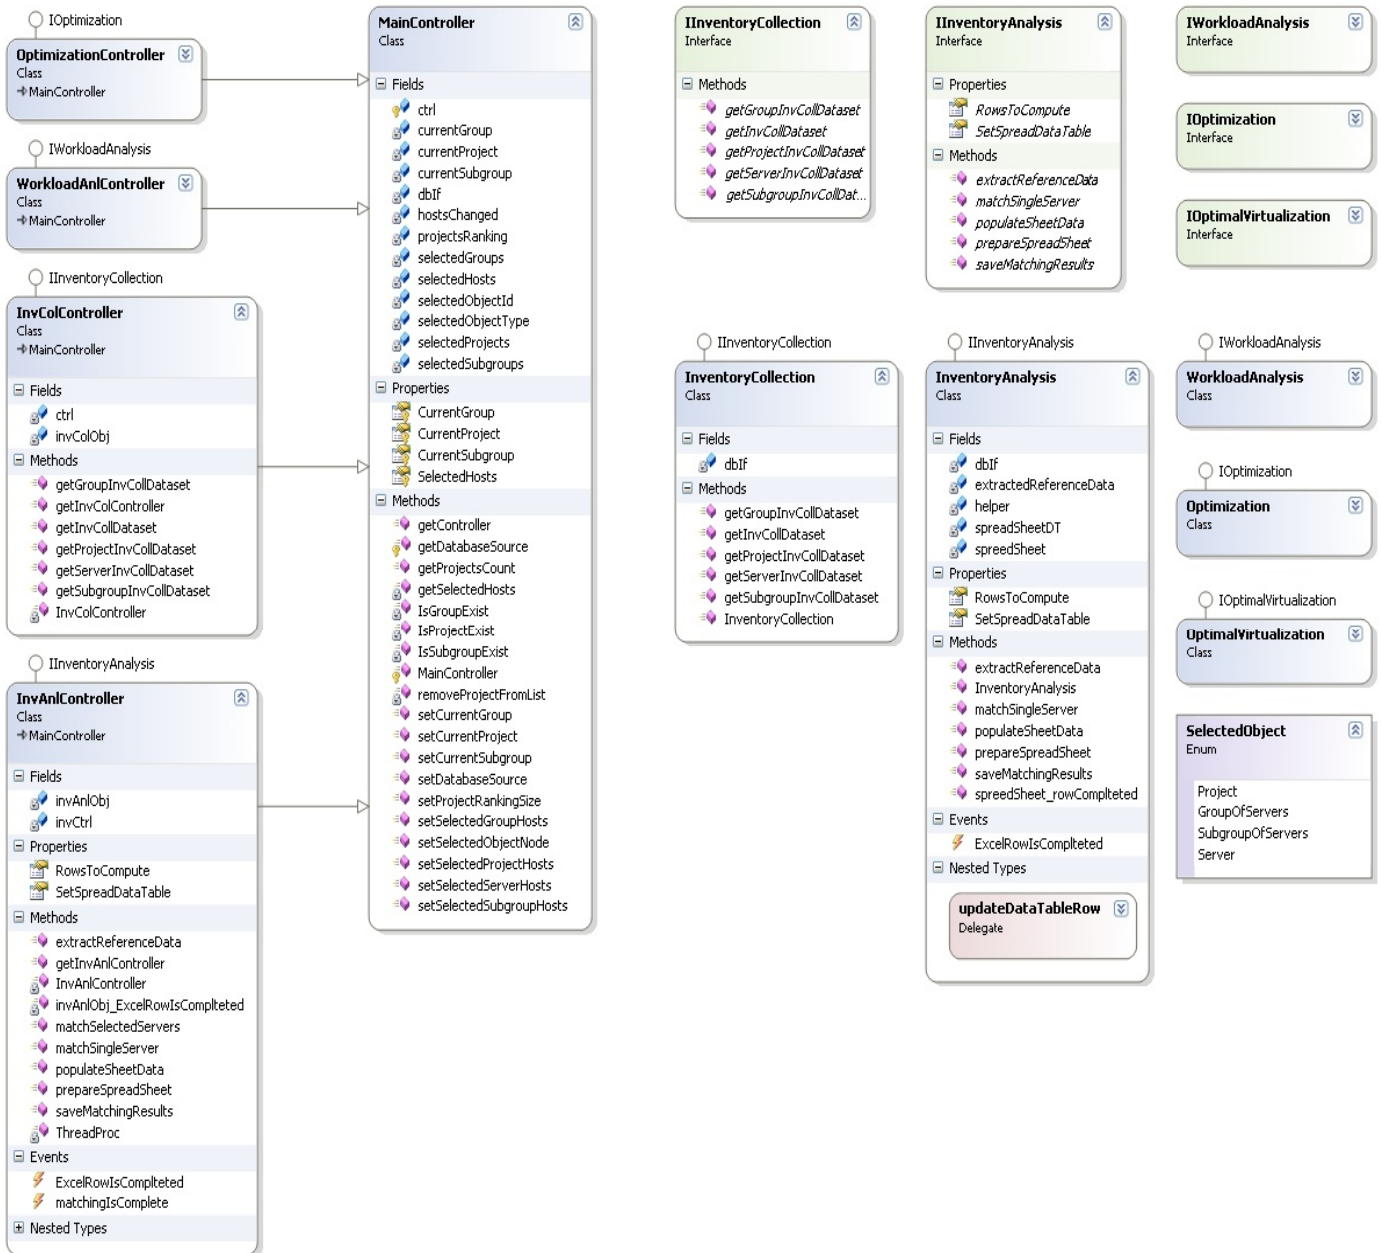 IOptimization
OptimizationController
Class
MainController
IWorkloadAnalysis
WorkloadAnlController
Class
MainController
IInventoryCollection
InvColController
Class
MainController
Fields
ctrl
invColObj
Methods
getGroupInvCollDataset
getInvColController
getInvCollDataset
getProjectInvCollDataset
getServerInvCollDataset
getSubgroupInvCollDataset
InvColController
IInventoryAnalysis
InvAnlController
Class
MainController
Fields
invAnlObj
invCtrl
Properties
RowsToCompute
SetSpreadDataTable
Methods
extractReferenceData
getInvAnlController
InvAnlController
invAnlObj_ExcelRowIsComplteted
matchSelectedServers
matchSingleServer
populateSheetData
prepareSpreadSheet
saveMatchingResults
ThreadProc
Events
ExcelRowIsComplteted
matchingIsComplete
Nested Types
MainController
Class
Fields
ctrl
currentGroup
currentProject
currentSubgroup
dbIf
hostsChanged
projectsRanking
selectedGroups
selectedHosts
selectedObjectId
selectedObjectType
selectedProjects
selectedSubgroups
Properties
CurrentGroup
CurrentProject
CurrentSubgroup
SelectedHosts
Methods
getController
getDatabaseSource
getProjectsCount
getSelectedHosts
IsGroupExist
IsProjectExist
IsSubgroupExist
MainController
removeProjectFromList
setCurrentGroup
setCurrentProject
setCurrentSubgroup
setDatabaseSource
setProjectRankingSize
setSelectedGroupHosts
setSelectedObjectNode
setSelectedProjectHosts
setSelectedServerHosts
setSelectedSubgroupHosts
IInventoryCollection
Interface
Methods
getGroupInvCollDataset
getInvCollDataset
getProjectInvCollDataset
getServerInvCollDataset
getSubgroupInvCollDat...
IInventoryCollection
InventoryCollection
Class
Fields
dbIf
Methods
getGroupInvCollDataset
getInvCollDataset
getProjectInvCollDataset
getServerInvCollDataset
getSubgroupInvCollDataset
InventoryCollection
IInventoryAnalysis
Interface
Properties
RowsToCompute
SetSpreadDataTable
Methods
extractReferenceData
matchSingleServer
populateSheetData
prepareSpreadSheet
saveMatchingResults
IInventoryAnalysis
InventoryAnalysis
Class
Fields
dbIf
extractedReferenceData
helper
spreadSheetDT
spreedSheet
Properties
RowsToCompute
SetSpreadDataTable
Methods
extractReferenceData
InventoryAnalysis
matchSingleServer
populateSheetData
prepareSpreadSheet
saveMatchingResults
spreedSheet_rowComplteted
Events
ExcelRowIsComplteted
Nested Types
updateDataTableRow
Delegate
IWorkloadAnalysis
Interface
IOptimization
Interface
IOptimalVirtualization
Interface
IWorkloadAnalysis
WorkloadAnalysis
Class
IOptimization
Optimization
Class
IOptimalVirtualization
OptimalVirtualization
Class
SelectedObject
Enum
Project
GroupOfServers
SubgroupOfServers
Server